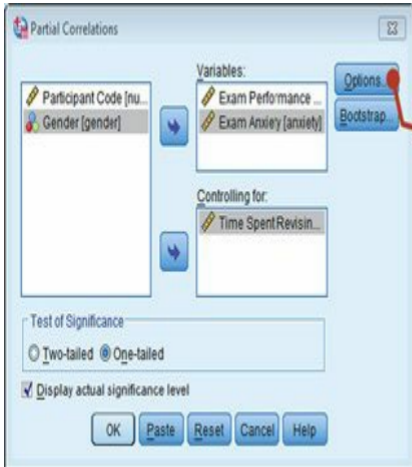 Partial Correlations
Variables:
Participant Code [nu...
Gender [gender]
Exam Performance ...
Exam Anxiety [anxiety]
Options...
Bootstrap...
Controlling for:
Time Spent Revisin...
Test of Significance
Two-tailed One-tailed
Display actual significance level
OK Paste Reset Cancel Help